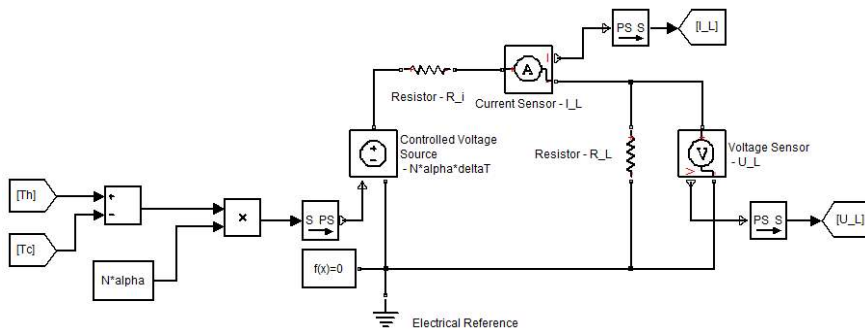 PS S
[I_L]
I
A
Resistor - R_i
Current Sensor - I_L
Controlled Voltage
Source
- N*alpha*deltaT
Resistor - R_L
V
V
Voltage Sensor
- U_L
[Th]
[Tc]
+
-
×
S PS
N*alpha
f(x)=0
PS S
[U_L]
Electrical Reference